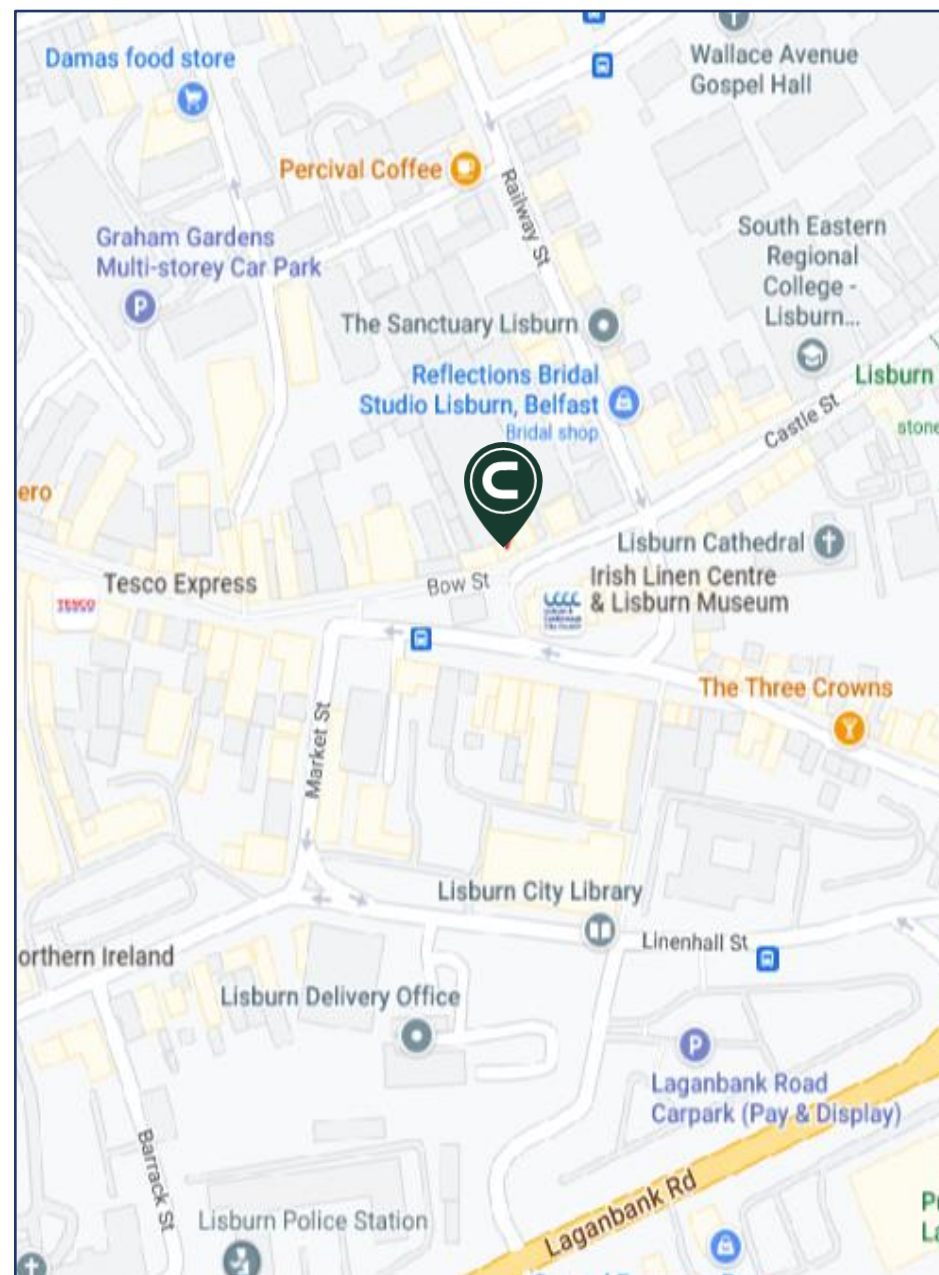 Damas food store
Wallace Avenue
Gospel Hall
Percival Coffee
Railway St
Graham Gardens
Multi-storey Car Park
P
South Eastern
Regional
College -
Lisburn...
The Sanctuary Lisburn
Reflections Bridal
Studio Lisburn, Belfast
Bridal shop
Lisburn
Castle St
stone
C
ero
Lisburn Cathedral
Tesco Express
TESCO
Bow St
Irish Linen Centre
& Lisburn Museum
The Three Crowns
Market St
Lisburn City Library
Linenhall St
orthern Ireland
Lisburn Delivery Office
P
Laganbank Road
Carpark (Pay & Display)
Barrack St
Laganbank Rd
Lisburn Police Station